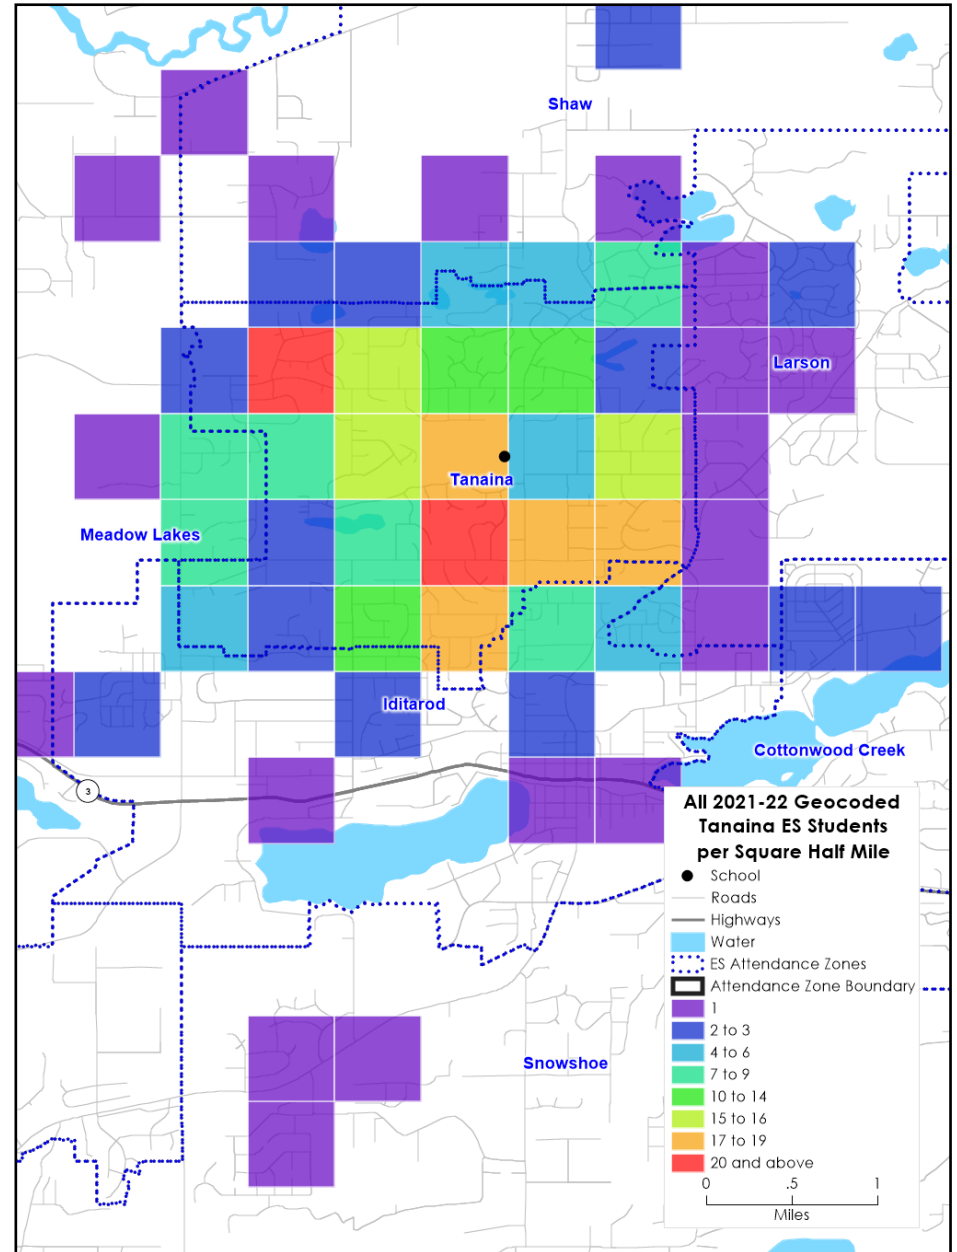 Shaw
Larson
Tanaina
Meadow Lakes
Iditarod
Cottonwood Creek
3
All 2021-22 Geocoded
Tanaina ES Students
per Square Half Mile
School
Roads
Highways
Water
ES Attendance Zones
Attendance Zone Boundary
1
2 to 3
4 to 6
7 to 9
10 to 14
15 to 16
17 to 19
20 and above
0 .5 1
Miles
Snowshoe